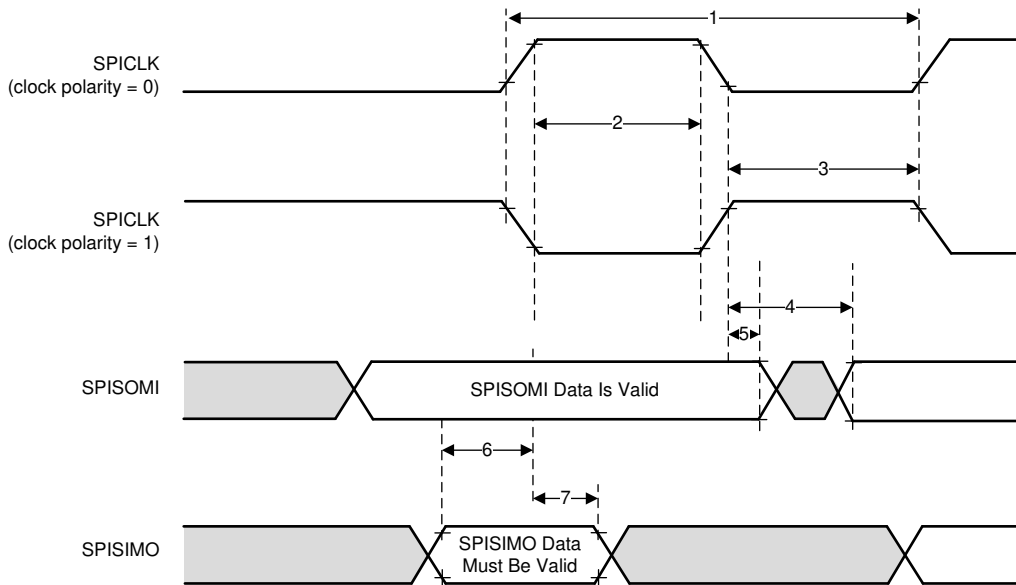 1
SPICLK
(clock polarity = 0)
2
3
SPICLK
(clock polarity = 1)
4
5
SPISOMI
SPISOMI Data Is Valid
6
7
SPISIMO
SPISIMO Data
Must Be Valid